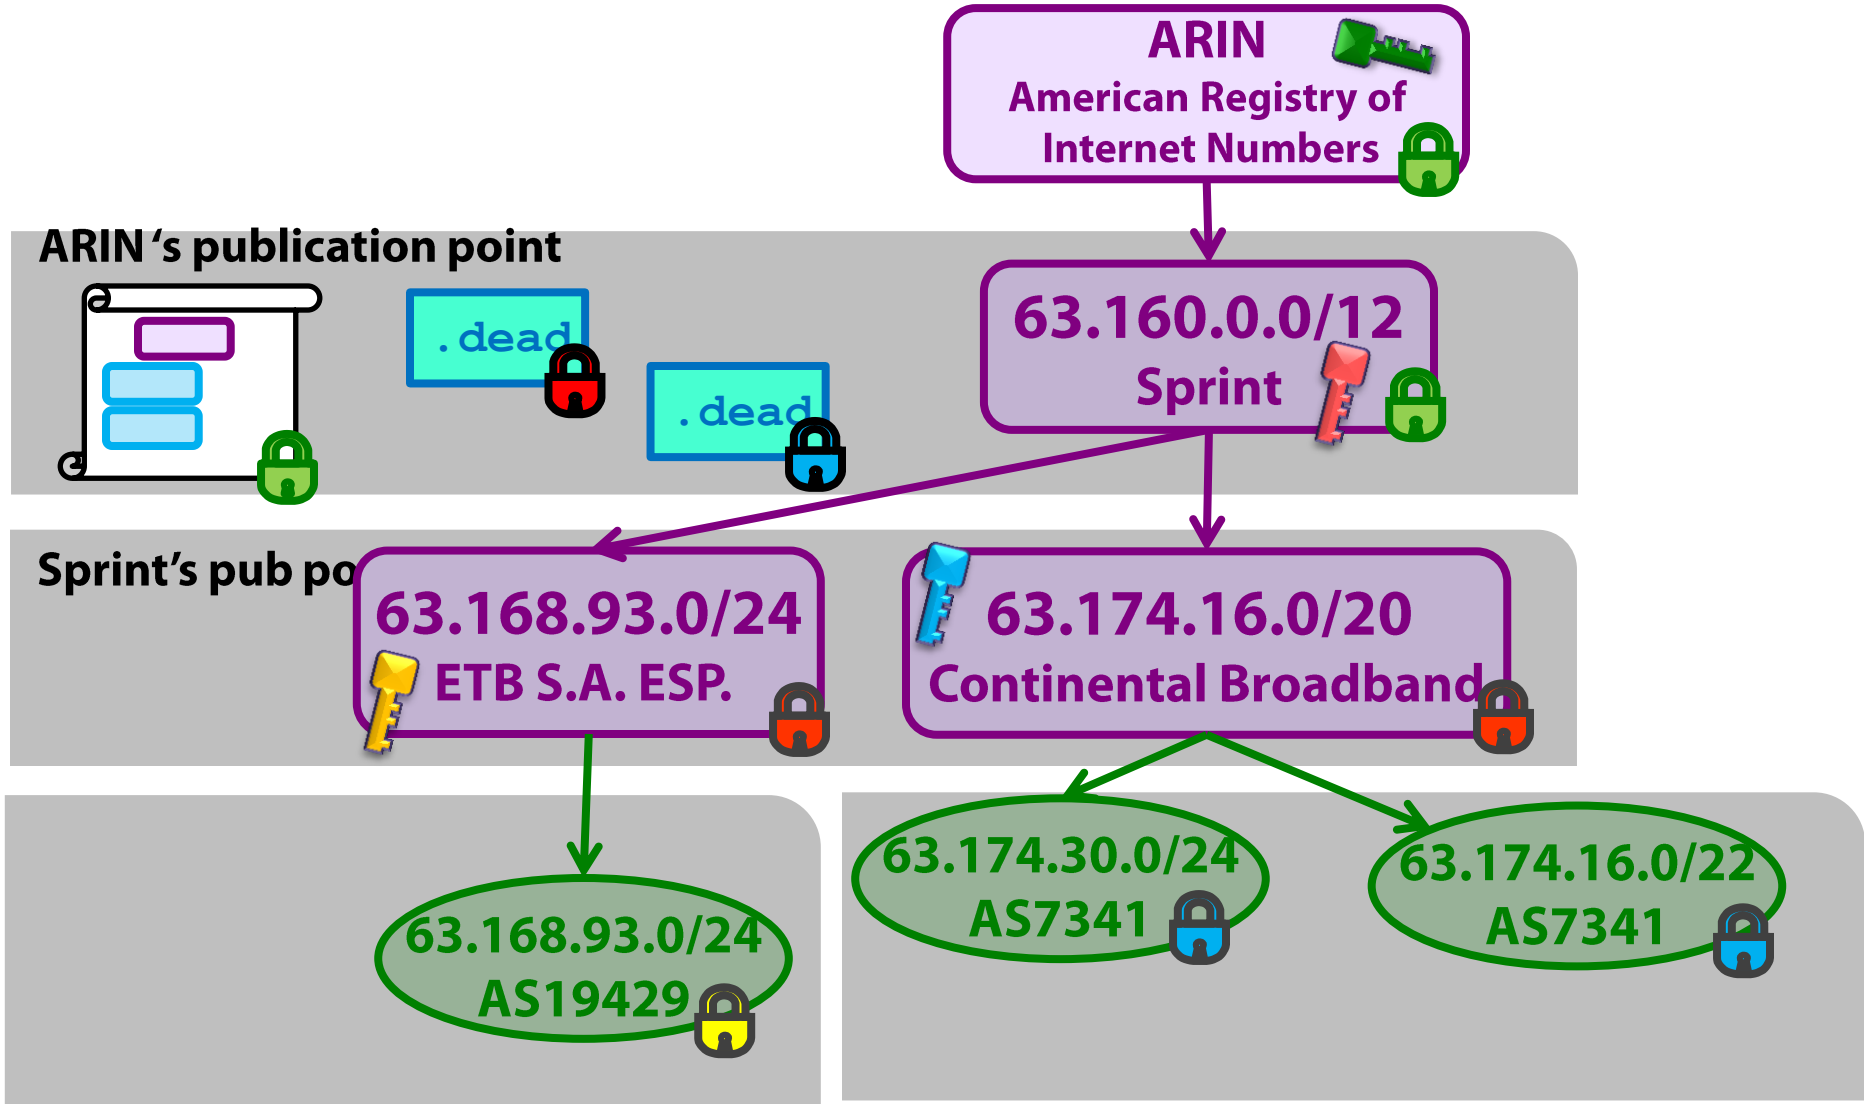 ARIN
American Registry of
Internet Numbers
ARIN ‘s publication point
.dead
.dead
63.160.0.0/12
Sprint
Sprint’s pub po
63.168.93.0/24
ETB S.A. ESP.
63.174.16.0/20
Continental Broadband
63.174.30.0/24
AS7341
63.174.16.0/22
AS7341
63.168.93.0/24
AS19429